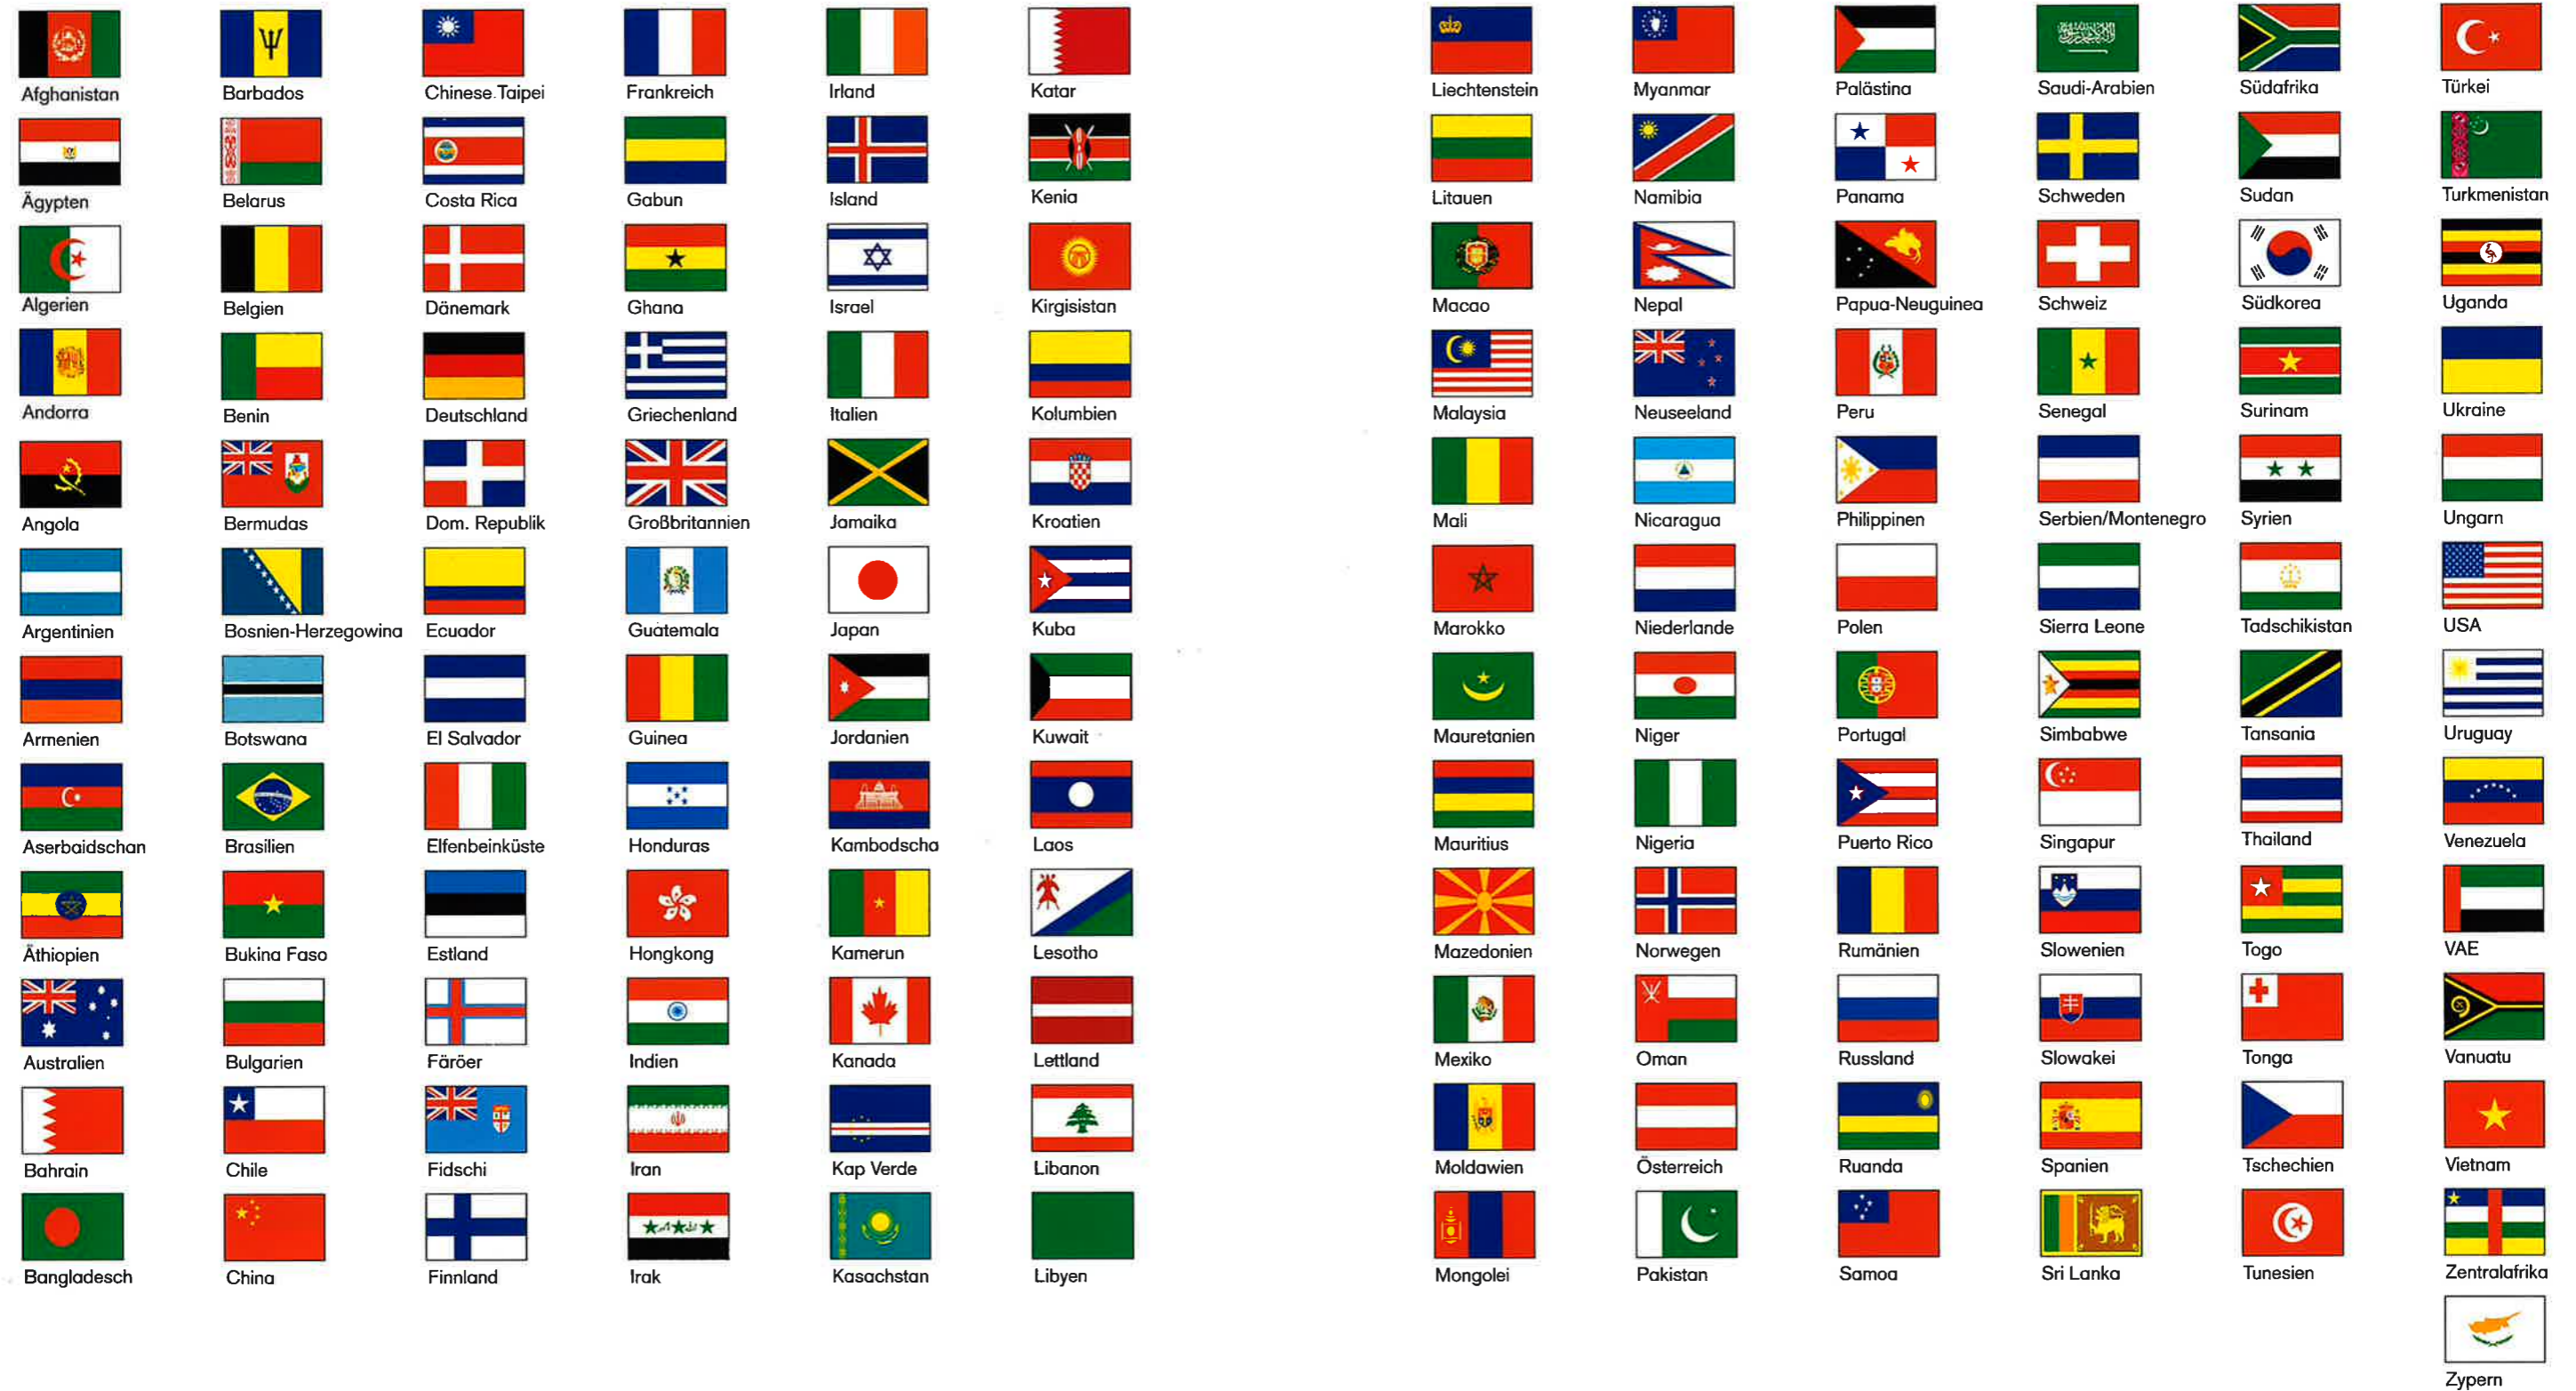 Afghanistan
Ägypten
Algerien
Andorra
Angola
Argentinien
Armenien
Aserbaidschan
Äthiopien
Australien
Bahrain
Bangladesch
Barbados
Belarus
Belgien
Benin
Bermudas
Bosnien-Herzegowina
Botswana
Brasilien
Bukina Faso
Bulgarien
Chile
China
Chinese Taipei
Costa Rica
Dänemark
Deutschland
Dom. Republik
Ecuador
El Salvador
Elfenbeinküste
Estland
Färöer
Fidschi
Finnland
Frankreich
Gabun
Ghana
Griechenland
Großbritannien
Guatemala
Guinea
Honduras
Hongkong
Indien
Iran
Irak
Irland
Island
Israel
Italien
Jamaika
Japan
Jordanien
Kambodscha
Kamerun
Kanada
Kap Verde
Kasachstan
Katar
Kenia
Kirgisistan
Kolumbien
Kroatien
Kuba
Kuwait
Laos
Lesotho
Lettland
Libanon
Libyen
Liechtenstein
Litauen
Macao
Malaysia
Mali
Marokko
Mauretanien
Mauritius
Mazedonien
Mexiko
Moldawien
Mongolei
Myanmar
Namibia
Nepal
Neuseeland
Nicaragua
Niederlande
Niger
Nigeria
Norwegen
Oman
Österreich
Pakistan
Palästina
Panama
Papua-Neuguinea
Peru
Philippinen
Polen
Portugal
Puerto Rico
Rumänien
Russland
Ruanda
Samoa
Saudi-Arabien
Schweden
Schweiz
Senegal
Serbien/Montenegro
Sierra Leone
Simbabwe
Singapur
Slowenien
Slowakei
Spanien
Sri Lanka
Südafrika
Sudan
Südkorea
Surinam
Syrien
Tadschikistan
Tansania
Thailand
Togo
Tonga
Tschechien
Tunesien
Türkei
Turkmenistan
Uganda
Ukraine
Ungarn
USA
Uruguay
Venezuela
VAE
Vanuatu
Vietnam
Zentralafrika
Zypern